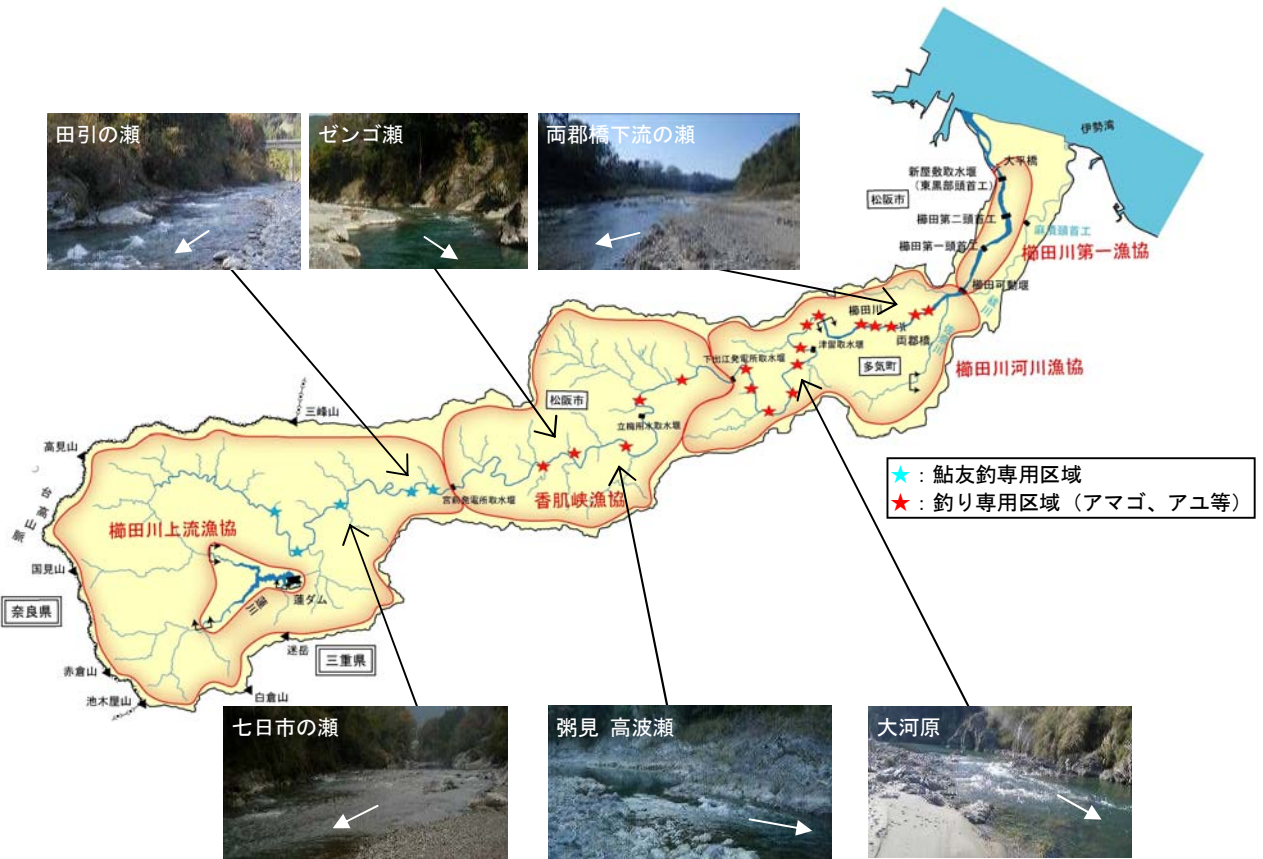 田引の瀬
ゼンゴ瀬
両郡橋下流の瀬
伊勢湾
大平橋
新屋敷取水堰
(東黒部頭首工)
松阪市
櫛田第二頭首工
櫛田第一頭首工
櫛田川第一漁協
櫛田可動堰
櫛田川
両郡橋
津留取水堰
佐奈川
多気町
櫛田川河川漁協
下出江発電所取水堰
松阪市
立梅用水取水堰
三峰山
高見山
台高山脈
宮前発電所取水堰
香肌峡漁協
櫛田川上流漁協
国見山
奈良県
蓮ダム
蓮川
迷岳
三重県
赤倉山
池木屋山
白倉山
★：鮎友釣専用区域
★：釣り専用区域（アマゴ、アユ等）
七日市の瀬
粥見 高波瀬
大河原